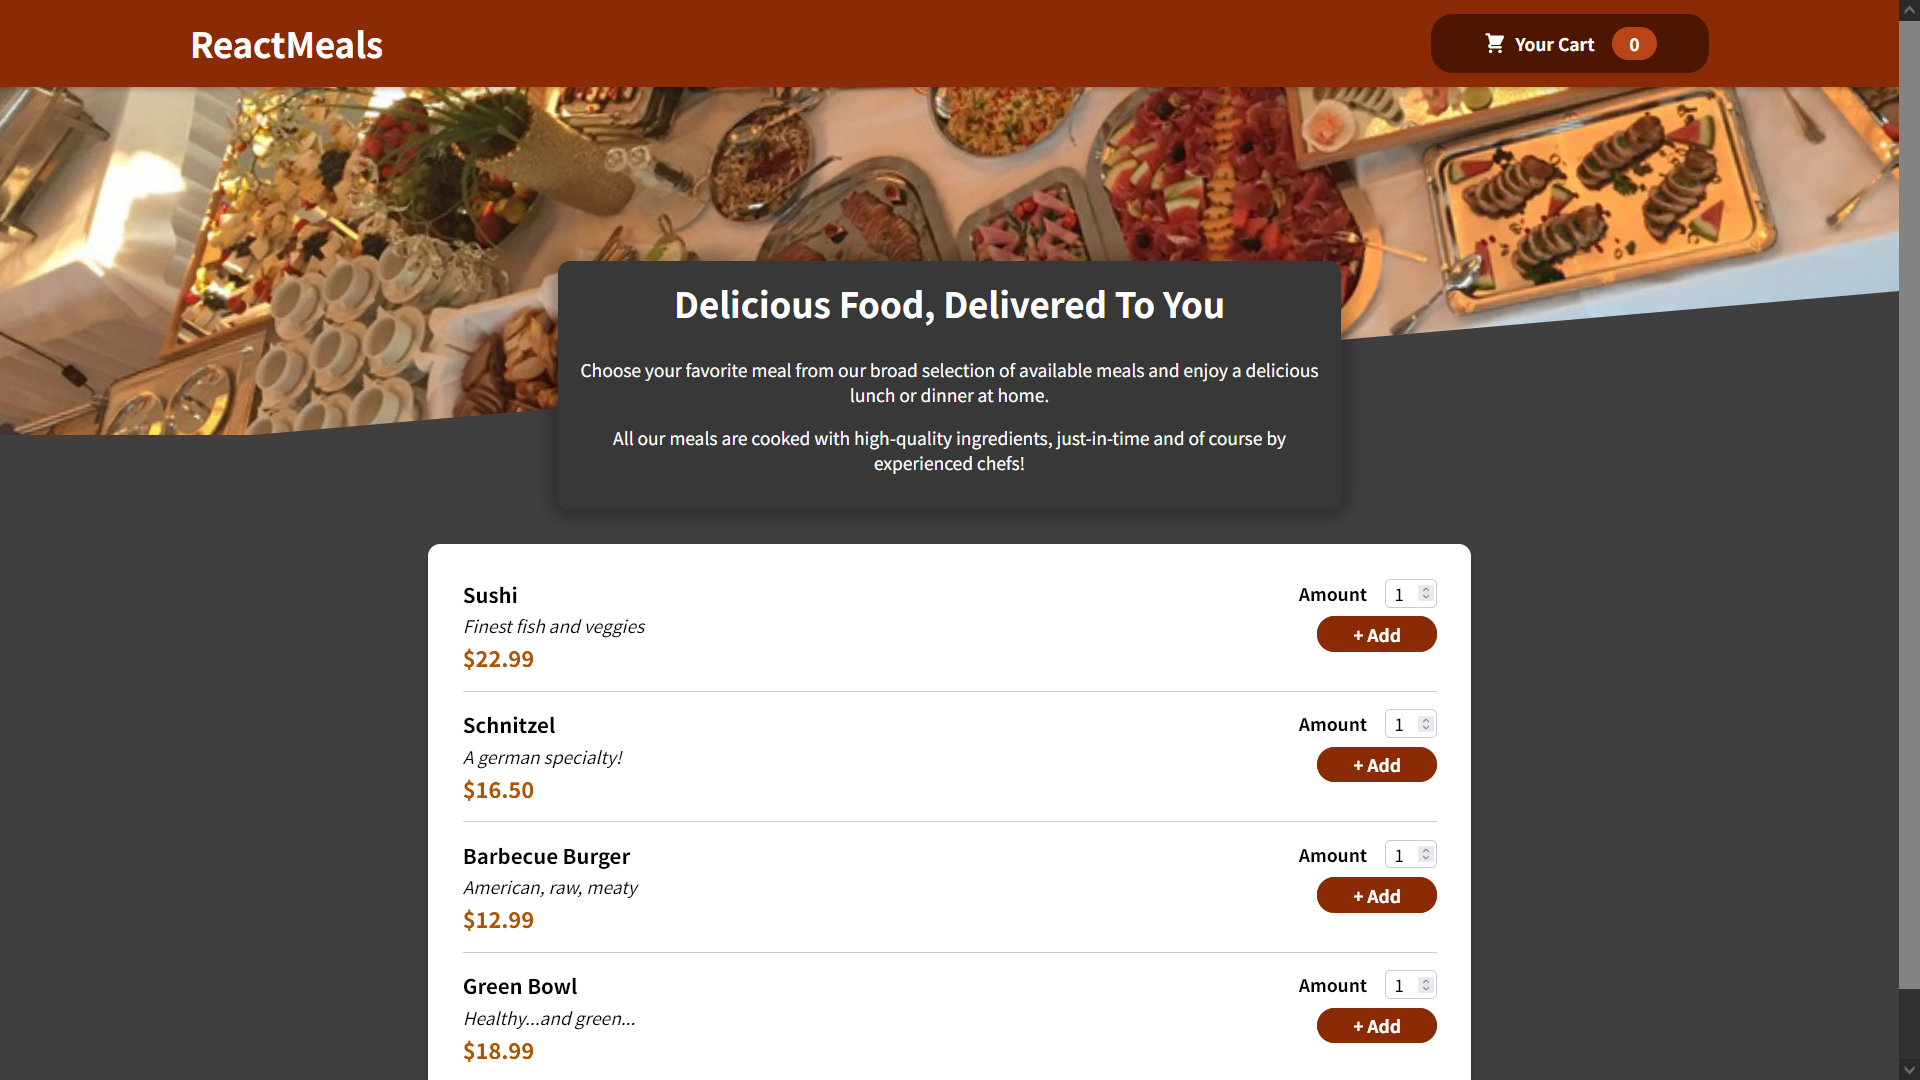 ReactMeals
Your Cart 0
Delicious Food, Delivered To You
Choose your favorite meal from our broad selection of available meals and enjoy a delicious
lunch or dinner at home.
All our meals are cooked with high-quality ingredients, just-in-time and of course by
experienced chefs!
Sushi
Finest fish and veggies
$22.99
Amount 1
+ Add
Schnitzel
A german specialty!
$16.50
Amount 1
+ Add
Barbecue Burger
American, raw, meaty
$12.99
Amount 1
+ Add
Green Bowl
Healthy...and green...
$18.99
Amount 1
+ Add